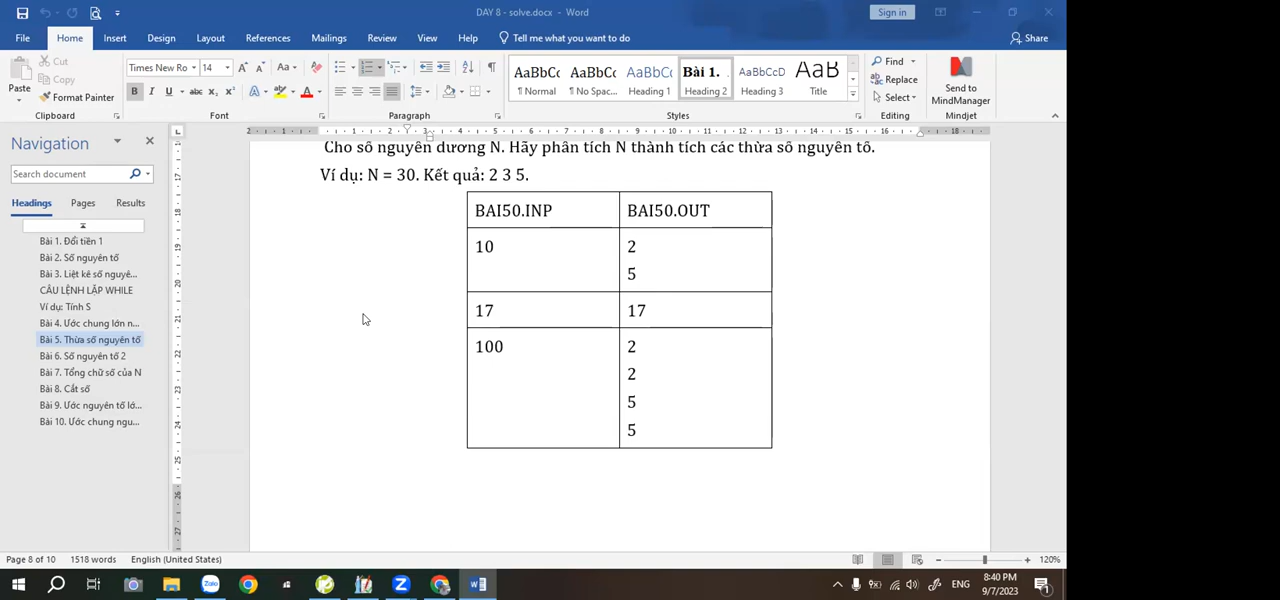 DAY 8 - solve.docx - Word
Sign in
File Home Insert Design Layout References Mailings Review View Help Tell me what you want to do Share
Paste
Cut
Copy
Format Painter
Clipboard
Times New Ro 14
Font
Paragraph
AaBbCc AaBbCc AaBbC Bài 1. AaBbCcD AaB
¶ Normal ¶ No Spac... Heading 1 Heading 2 Heading 3 Title
Styles
Find
Replace
Select
Editing
Send to
MindManager
Mindjet
Navigation
Search document
Headings Pages Results
Bài 1. Đổi tiền 1
Bài 2. Số nguyên tố
Bài 3. Liệt kê số nguyê...
CÂU LỆNH LẶP WHILE
Ví dụ: Tính S
Bài 4. Ước chung lớn n...
Bài 5. Thừa số nguyên tố
Bài 6. Số nguyên tố 2
Bài 7. Tổng chữ số của N
Bài 8. Cắt số
Bài 9. Ước nguyên tố lớ...
Bài 10. Ước chung ngu...
Cho số nguyên dương N. Hãy phân tích N thành tích các thừa số nguyên tố.
Ví dụ: N = 30. Kết quả: 2 3 5.
BAI50.INP BAI50.OUT
10 2
5
17 17
100 2
2
5
5
Page 8 of 10 1518 words English (United States) 120%
Zalo
ENG
8:40 PM
9/7/2023